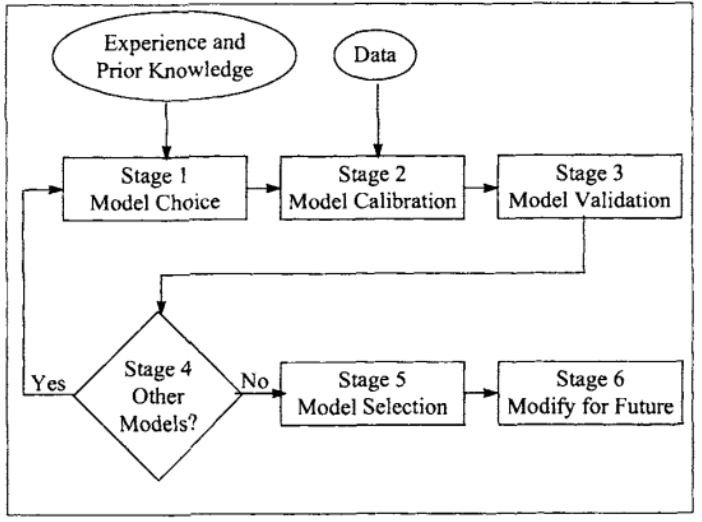 Experience and
Prior Knowledge
Data
Stage 1
Model Choice
Stage 2
Model Calibration
Stage 3
Model Validation
Stage 4
Other
Models?
Yes
No
Stage 5
Model Selection
Stage 6
Modify for Future